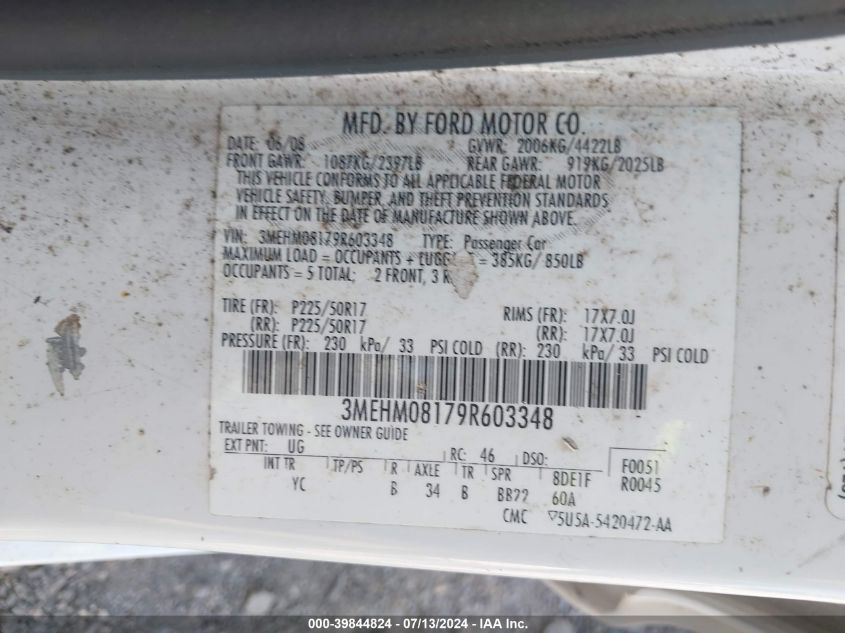 MFD. BY FORD MOTOR CO.
DATE: 06/08 GVWR: 2006KG/4422LB
FRONT GAWR: 1087KG/2397LB REAR GAWR: 919KG/2025LB
THIS VEHICLE CONFORMS TO ALL APPLICABLE FEDERAL MOTOR
VEHICLE SAFETY, BUMPER, AND THEFT PREVENTION STANDARDS
IN EFFECT ON THE DATE OF MANUFACTURE SHOWN ABOVE.
VIN: 3MEHM08179R603348 TYPE: Passenger Car
MAXIMUM LOAD = OCCUPANTS + = 385KG/ 850LB
OCCUPANTS = 5 TOTAL; 2 FRONT, 3 R
TIRE (FR): P225/50R17 RIMS (FR): 17X7.0J
(RR): P225/50R17 (RR): 17X7.0J
PRESSURE (FR): 230 kPa/ 33 PSI COLD (RR): 230 kPa/ 33 PSI COLD
3MEHM08179R603348
TRAILER TOWING - SEE OWNER GUIDE
EXT PNT: UG RC: 46 DSO: F0051
INT TR TP/PS R AXLE TR SPR 8DE1F R0045
YC B 34 B BB22 60A
CMC ▽5U5A-5420472-AA
000-39844824 - 07/13/2024 - IAA Inc.